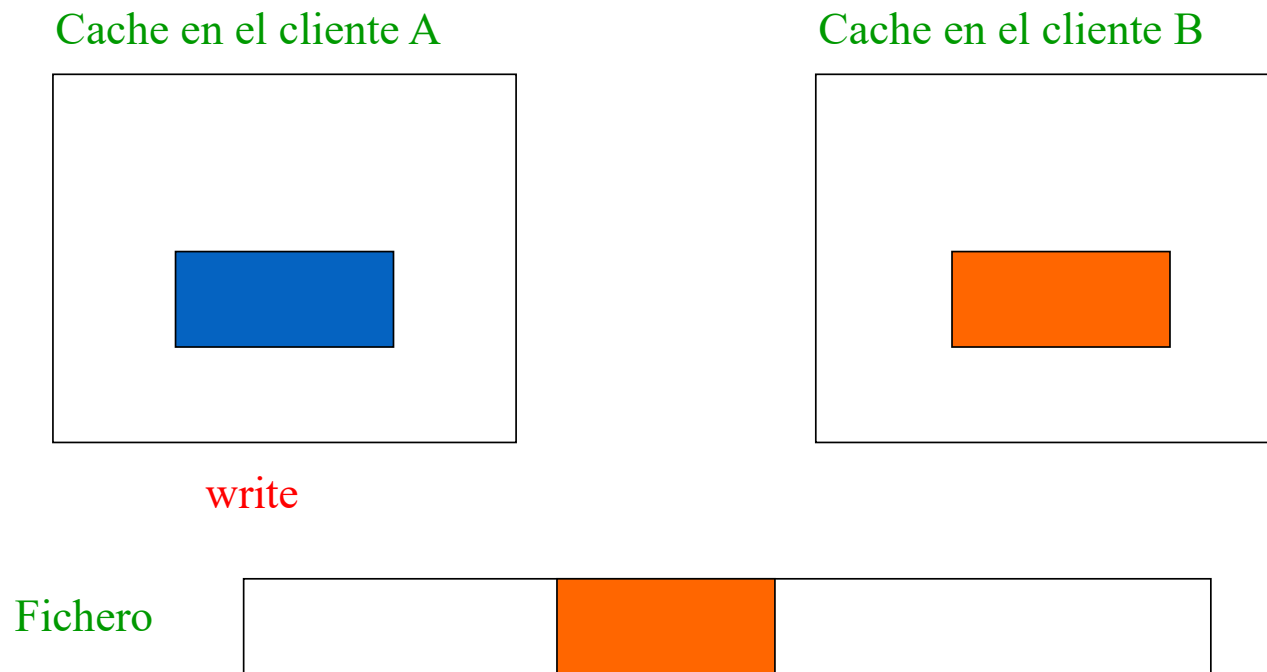 Cache en el cliente A
Cache en el cliente B
write
Fichero